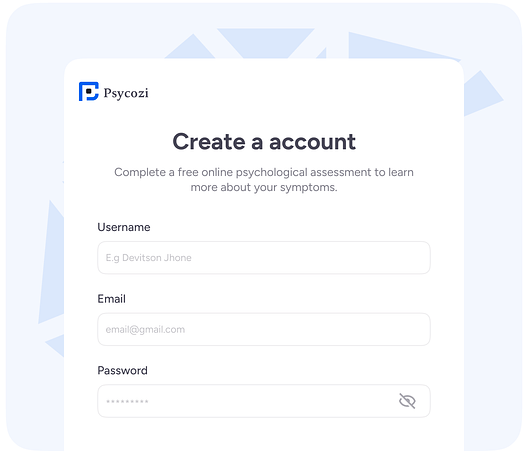 Psycozi
Create a account
Complete a free online psychological assessment to learn
more about your symptoms.
Username
E.g Devitson Jhone
Email
email@gmail.com
Password
•••••••••